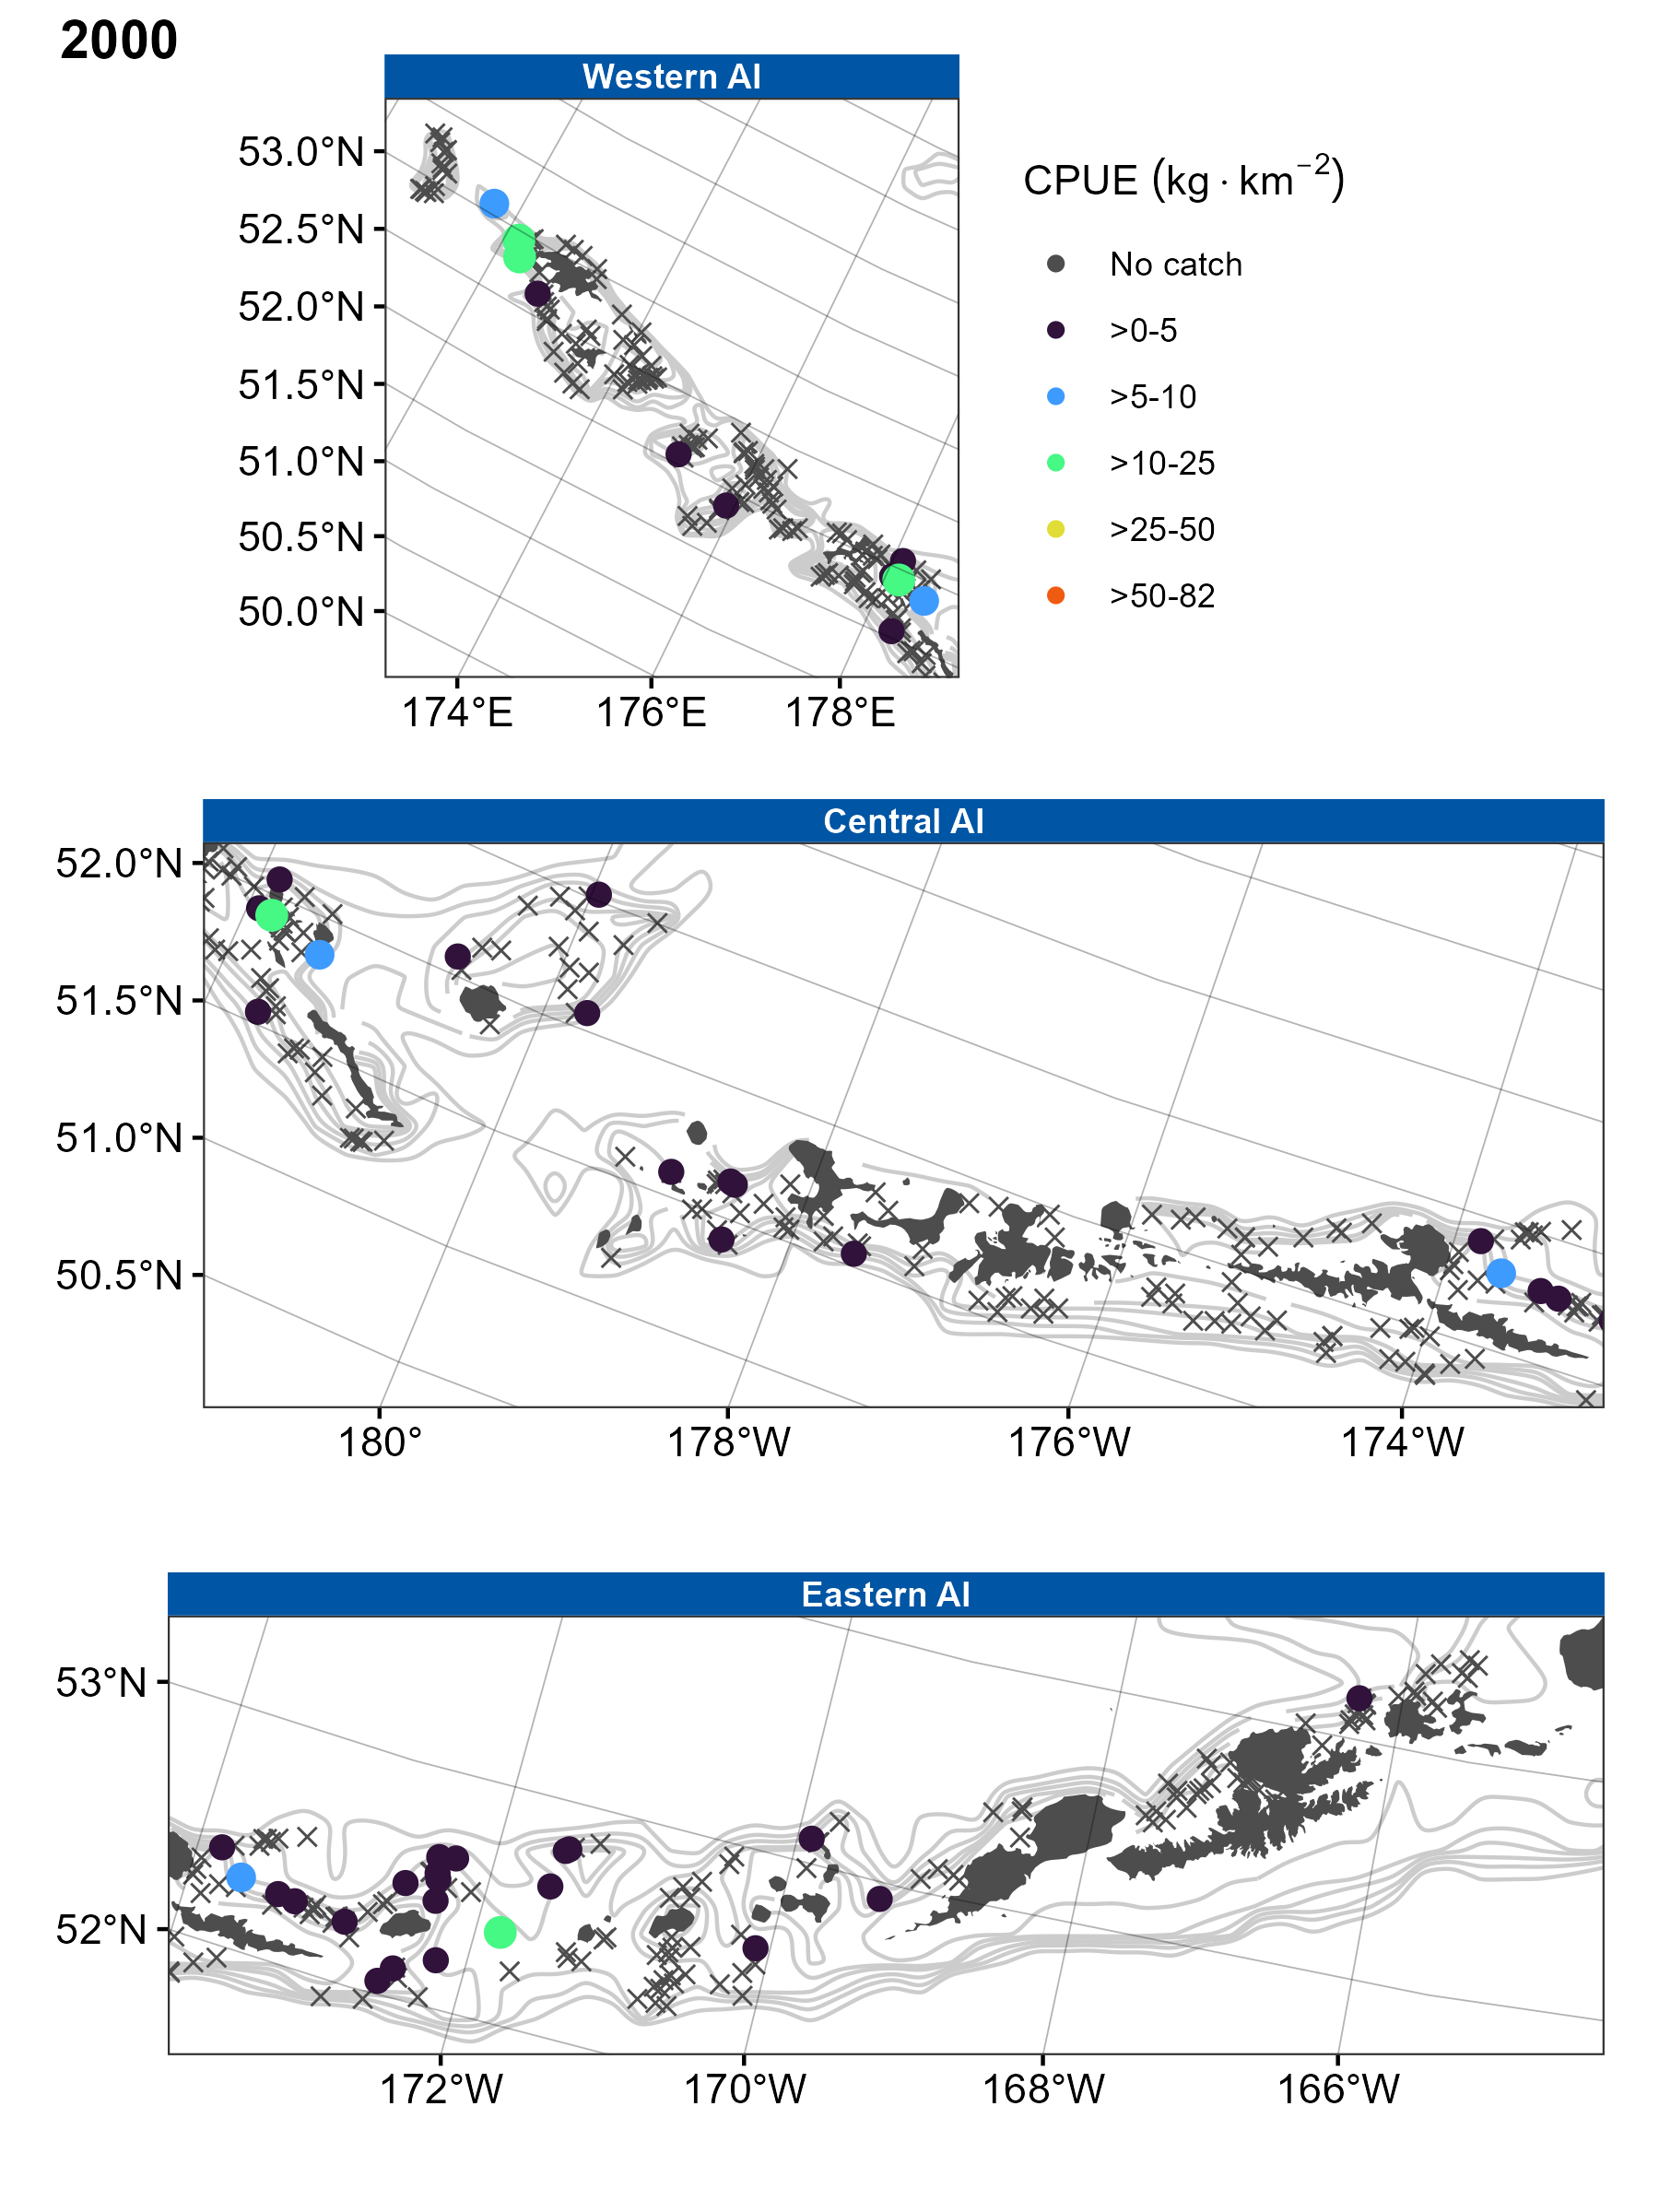 2000
Western AI
53.0°N
52.5°N
52.0°N
51.5°N
51.0°N
50.5°N
50.0°N
174°E 176°E 178°E
CPUE (kg · km⁻²)
No catch
>0-5
>5-10
>10-25
>25-50
>50-82
Central AI
52.0°N
51.5°N
51.0°N
50.5°N
180° 178°W 176°W 174°W
Eastern AI
53°N
52°N
172°W 170°W 168°W 166°W